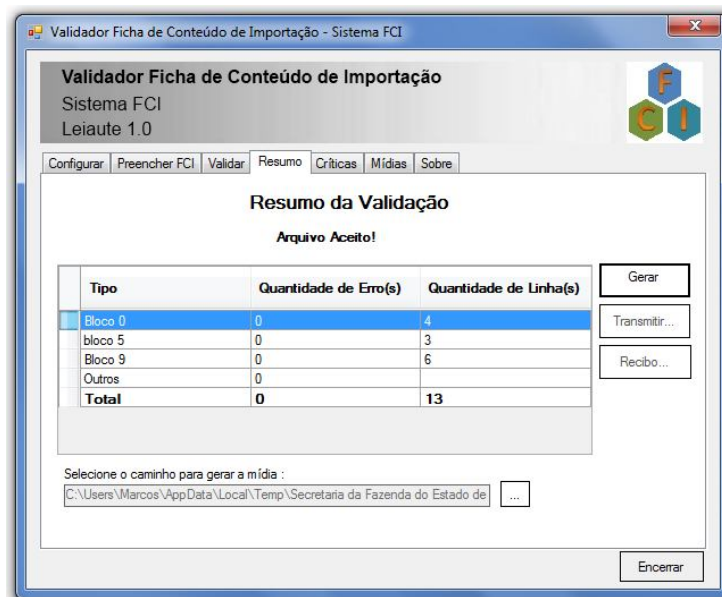 Validador Ficha de Conteúdo de Importação - Sistema FCI
Validador Ficha de Conteúdo de Importação
Sistema FCI
Leiaute 1.0
F
C I
Configurar Preencher FCI Validar Resumo Críticas Mídias Sobre
Resumo da Validação
Arquivo Aceito!
Tipo Quantidade de Erro(s) Quantidade de Linha(s)
Bloco 0 0 4
bloco 5 0 3
Bloco 9 0 6
Outros 0
Total 0 13
Gerar
Transmitir...
Recibo...
Selecione o caminho para gerar a mídia :
C:\Users\Marcos\AppData\Local\Temp\Secretaria da Fazenda do Estado de ...
Encerrar